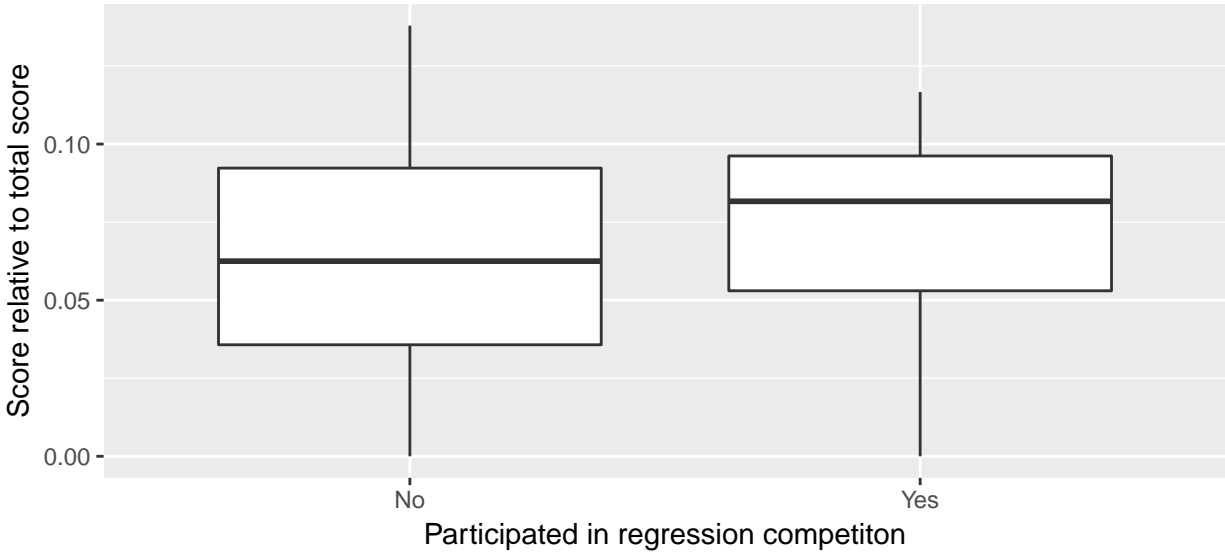 Score relative to total score
0.10
0.05
0.00
No
Yes
Participated in regression competiton